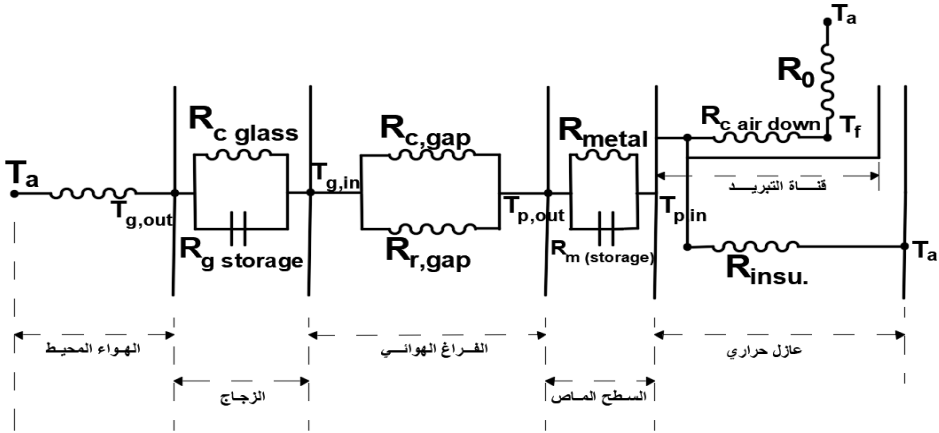 Ta
R0
Rc air down
Tf
Rc glass
Rc,gap
Rmetal
Ta
Tg,in
قناة التبريد
Tg,out
Tp,out
Tp,in
Rg storage
Rr,gap
Rm (storage)
Rinsu.
Ta
الهواء المحيط
الفراغ الهوائي
عازل حراري
الزجاج
السطح الماص